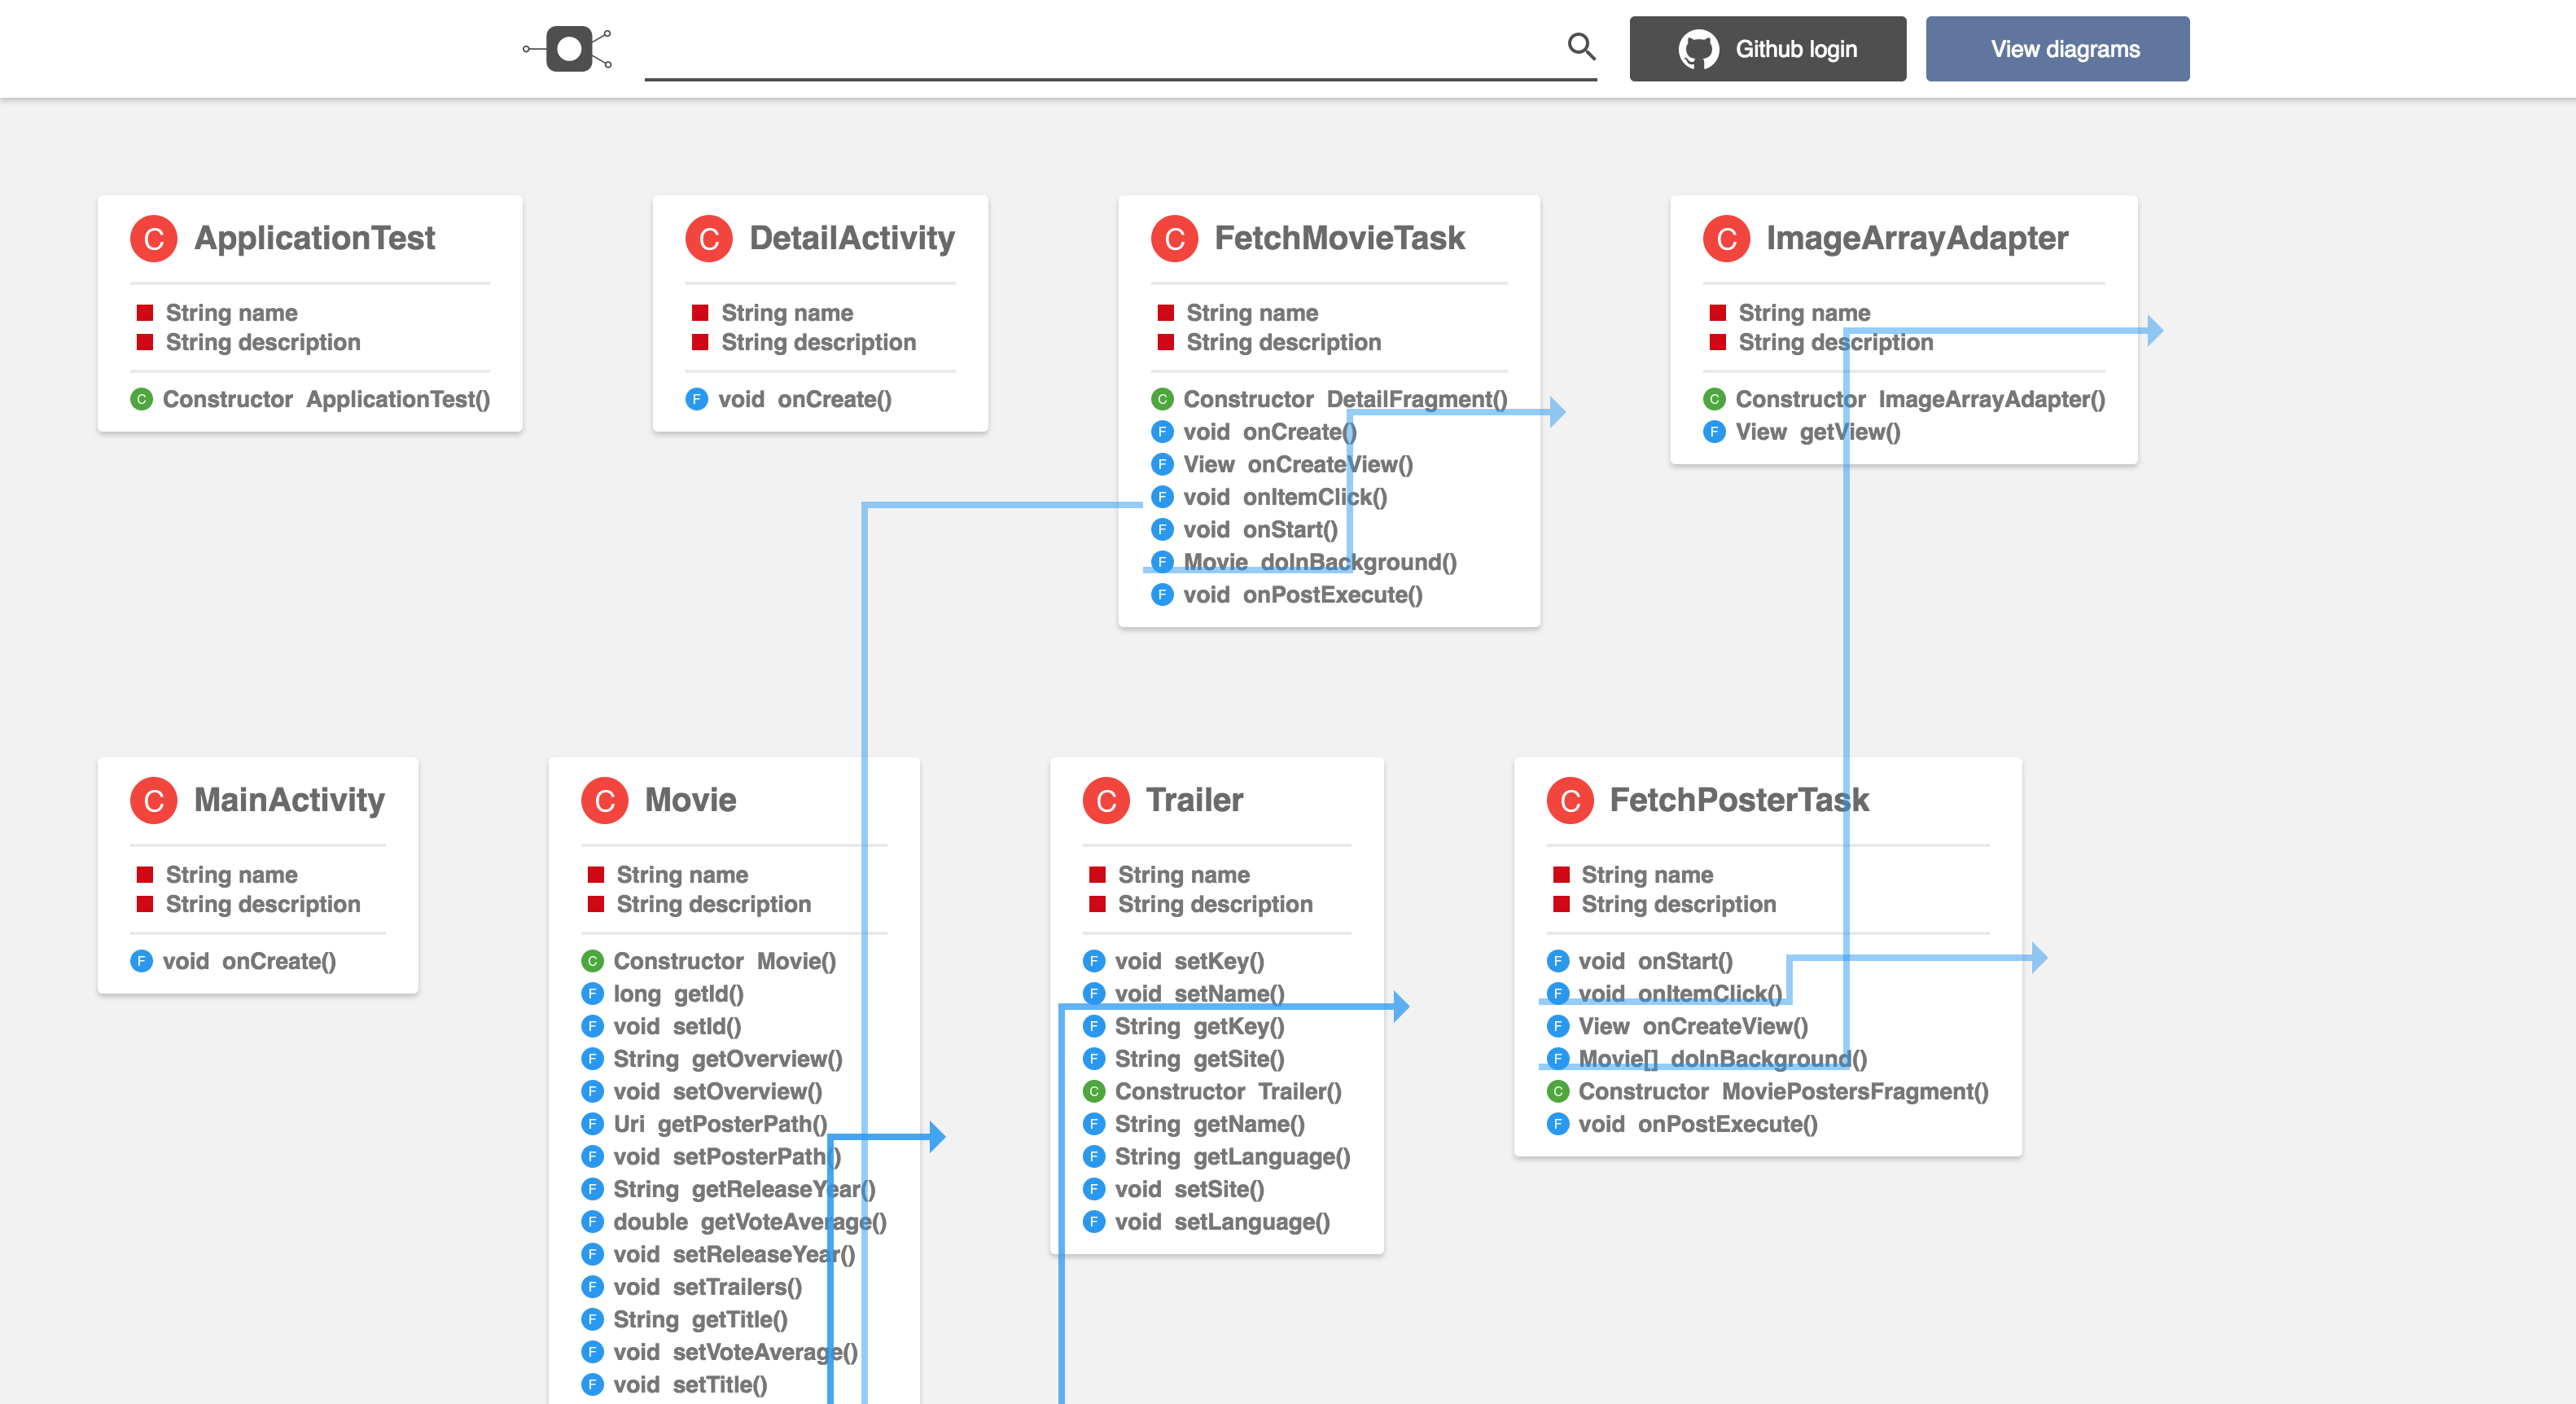 Github login
View diagrams
C ApplicationTest
String name
String description
C Constructor ApplicationTest()
C DetailActivity
String name
String description
F void onCreate()
C FetchMovieTask
String name
String description
C Constructor DetailFragment()
F void onCreate()
F View onCreateView()
F void onItemClick()
F void onStart()
F Movie doInBackground()
F void onPostExecute()
C ImageArrayAdapter
String name
String description
C Constructor ImageArrayAdapter()
F View getView()
C MainActivity
String name
String description
F void onCreate()
C Movie
String name
String description
C Constructor Movie()
F long getId()
F void setId()
F String getOverview()
F void setOverview()
F Uri getPosterPath()
F void setPosterPath()
F String getReleaseYear()
F double getVoteAverage()
F void setReleaseYear()
F void setTrailers()
F String getTitle()
F void setVoteAverage()
F void setTitle()
C Trailer
String name
String description
F void setKey()
F void setName()
F String getKey()
F String getSite()
C Constructor Trailer()
F String getName()
F String getLanguage()
F void setSite()
F void setLanguage()
C FetchPosterTask
String name
String description
F void onStart()
F void onItemClick()
F View onCreateView()
F Movie[] doInBackground()
C Constructor MoviePostersFragment()
F void onPostExecute()